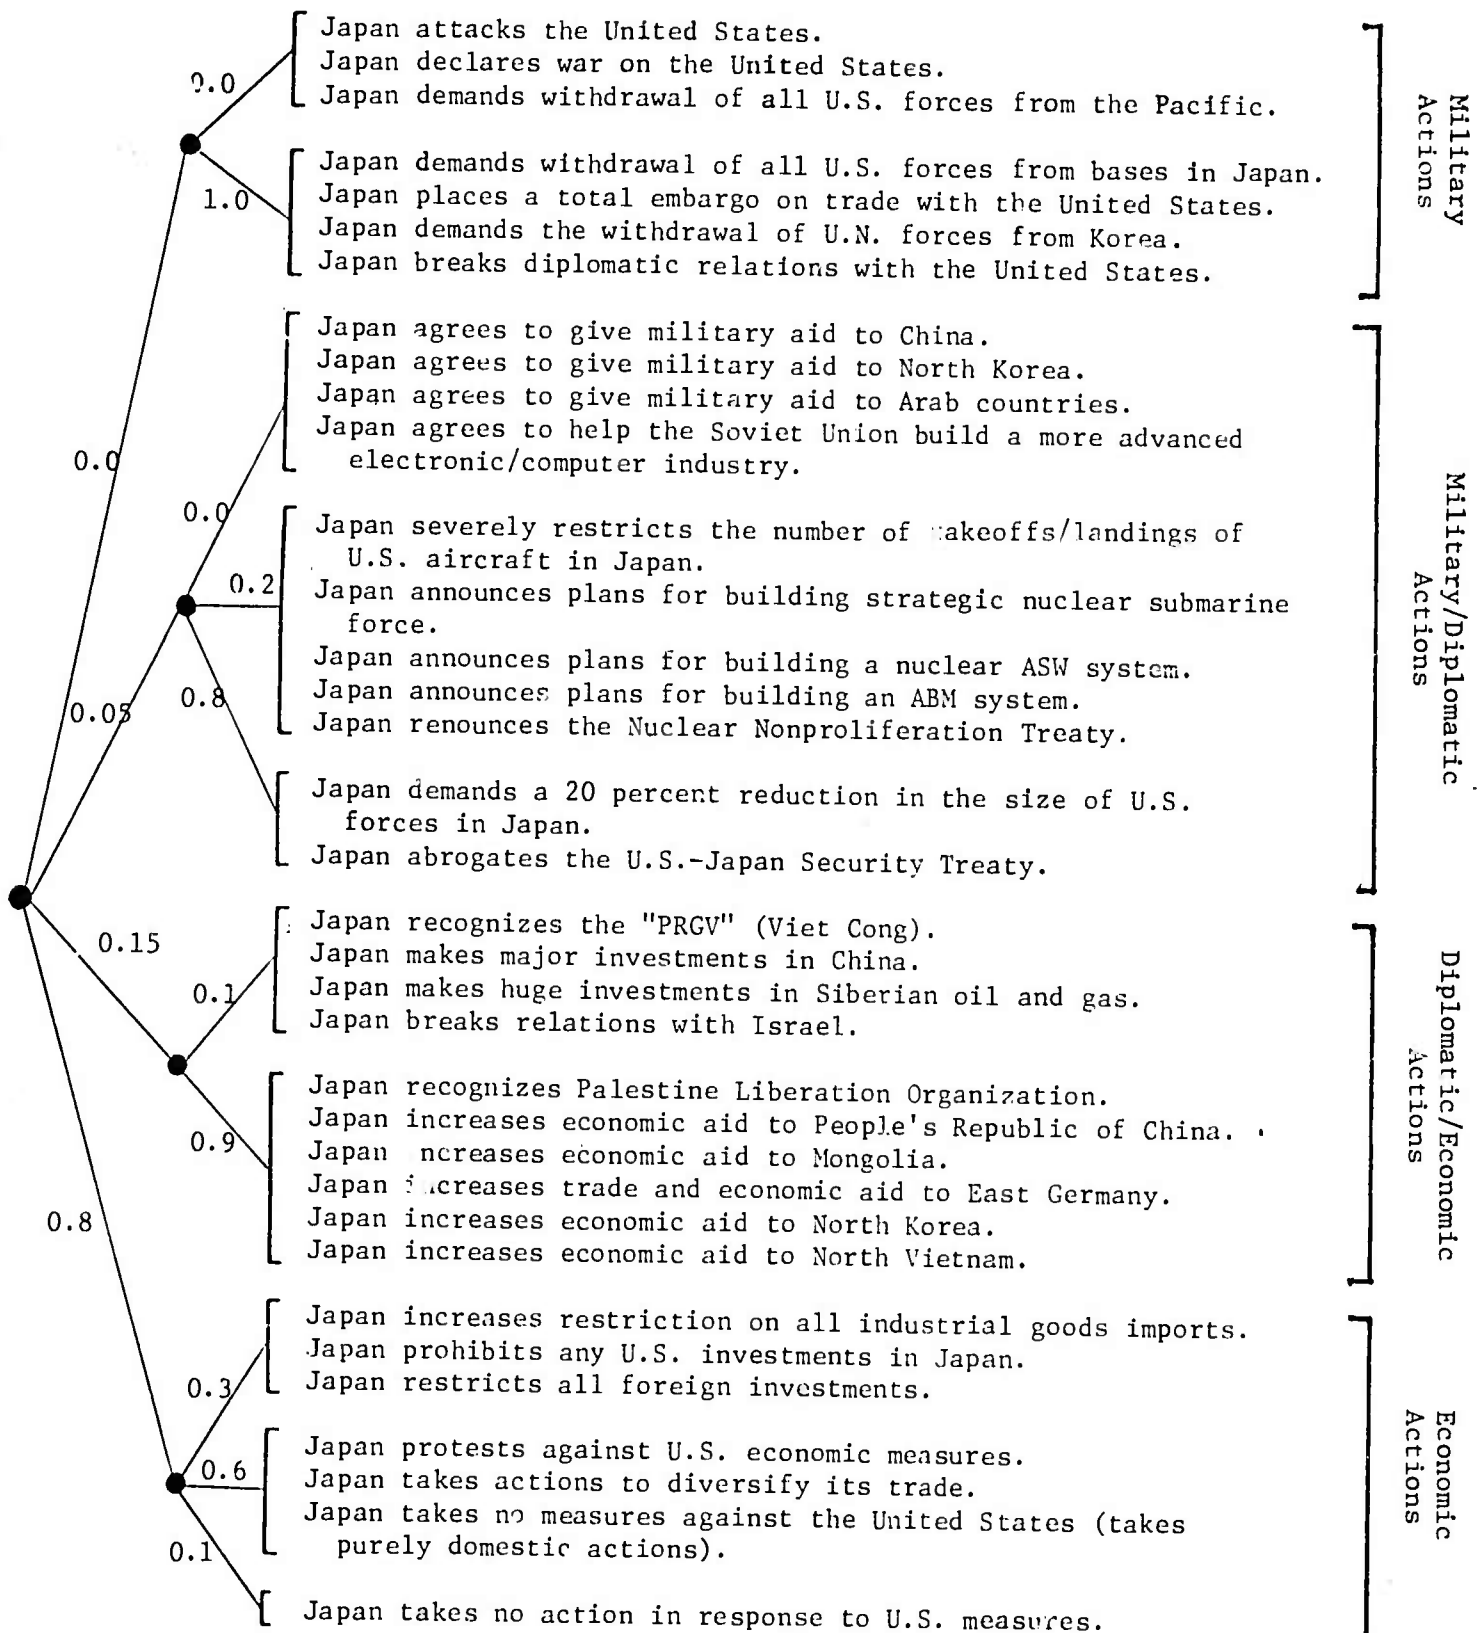 Japan attacks the United States.
Japan declares war on the United States.
.0
Japan demands withdrawal of all U.S. forces from the Pacific.
Military
Actions
Japan demands withdrawal of all U.S. forces from bases in Japan.
1.0
Japan places a total embargo on trade with the United States.
Japan demands the withdrawal of U.N. forces from Korea.
Japan breaks diplomatic relations with the United States.
0.0
Japan agrees to give military aid to China.
Japan agrees to give military aid to North Korea.
Japan agrees to give military aid to Arab countries.
Japan agrees to help the Soviet Union build a more advanced
electronic/computer industry.
0.0
Military/Diplomatic
Actions
Japan severely restricts the number of akeoffs/landings of
U.S. aircraft in Japan.
0.2
Japan announces plans for building strategic nuclear submarine
force.
Japan announces plans for building a nuclear ASW system.
Japan announces plans for building an ABM system.
Japan renounces the Nuclear Nonproliferation Treaty.
0.05
0.8
Japan demands a 20 percent reduction in the size of U.S.
forces in Japan.
Japan abrogates the U.S.-Japan Security Treaty.
0.15
Japan recognizes the "PRGV" (Viet Cong).
Japan makes major investments in China.
0.1
Japan makes huge investments in Siberian oil and gas.
Japan breaks relations with Israel.
Diplomatic/Economic
Actions
Japan recognizes Palestine Liberation Organization.
Japan increases economic aid to People's Republic of China.
0.9
Japan ncreases economic aid to Mongolia.
Japan i creases trade and economic aid to East Germany.
Japan increases economic aid to North Korea.
Japan increases economic aid to North Vietnam.
0.8
Japan increases restriction on all industrial goods imports.
Japan prohibits any U.S. investments in Japan.
0.3
Japan restricts all foreign investments.
Economic
Actions
Japan protests against U.S. economic measures.
0.6
Japan takes actions to diversify its trade.
Japan takes no measures against the United States (takes
purely domestic actions).
0.1
Japan takes no action in response to U.S. measures.